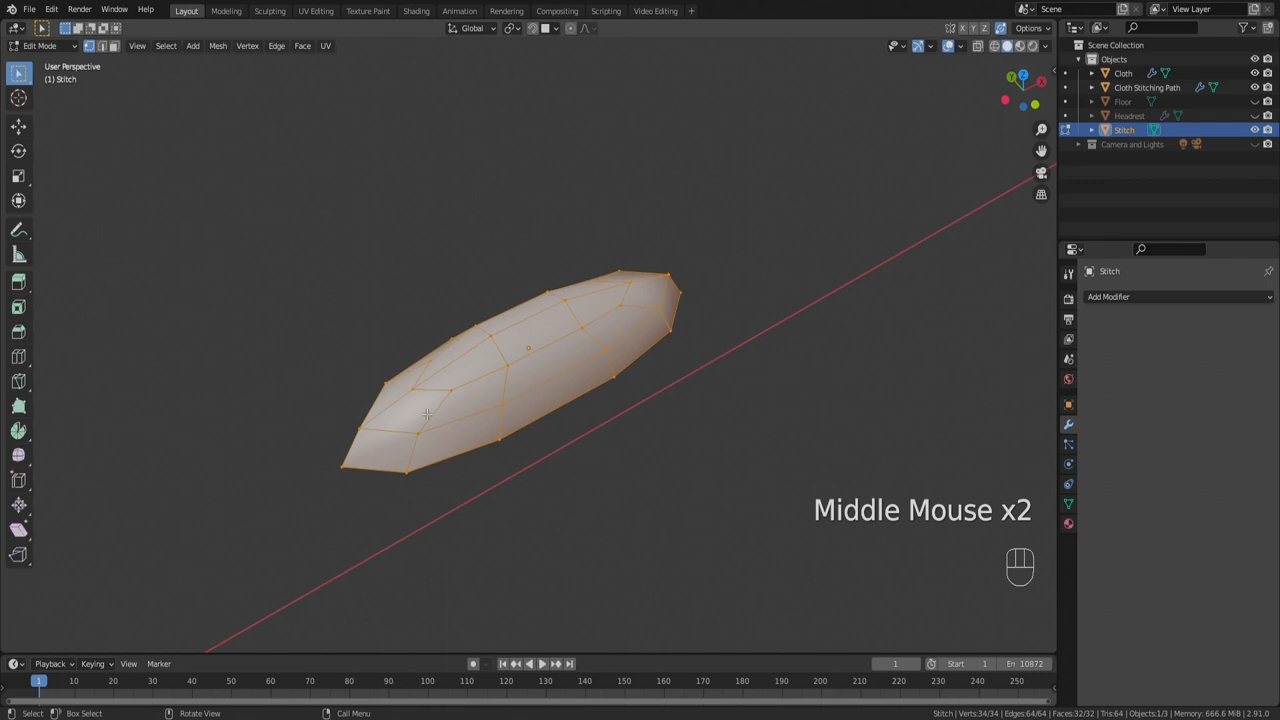 File Edit Render Window Help Layout Modeling Sculpting UV Editing Texture Paint Shading Animation Rendering Compositing Scripting Video Editing + Scene View Layer
Global X Y Z Options
Edit Mode View Select Add Mesh Vertex Edge Face UV
User Perspective
(1) Stitch
Scene Collection
Objects
Cloth
Cloth Stitching Path
Floor
Headrest
Stitch
Camera and Lights
Stitch
Add Modifier
Z
Y
X
Middle Mouse x2
Playback Keying View Marker 1 Start 1 En 10872
1 10 20 30 40 50 60 70 80 90 100 110 120 130 140 150 160 170 180 190 200 210 220 230 240 250
Select Box Select Rotate View Call Menu Stitch | Verts:34/34 | Edges:64/64 | Faces:32/32 | Tris:64 | Objects:1/3 | Memory: 666.6 MiB | 2.91.0